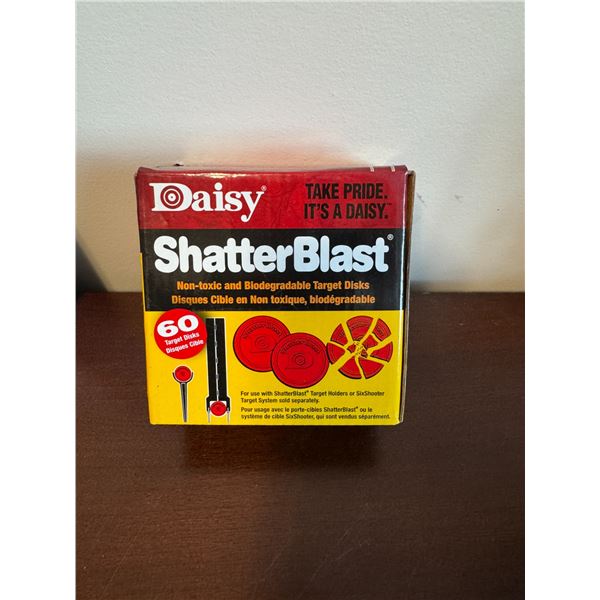 Daisy®
TAKE PRIDE.
IT'S A DAISY.™
ShatterBlast®
Non-toxic and Biodegradable Target Disks
Disques Cible en Non toxique, biodégradable
60
Target Disks
Disques Cible
For use with ShatterBlast® Target Holders or SixShooter
Target System sold separately.
Pour usage avec le porte-cibles ShatterBlast® ou le
système de cible SixShooter, qui sont vendus séparément.